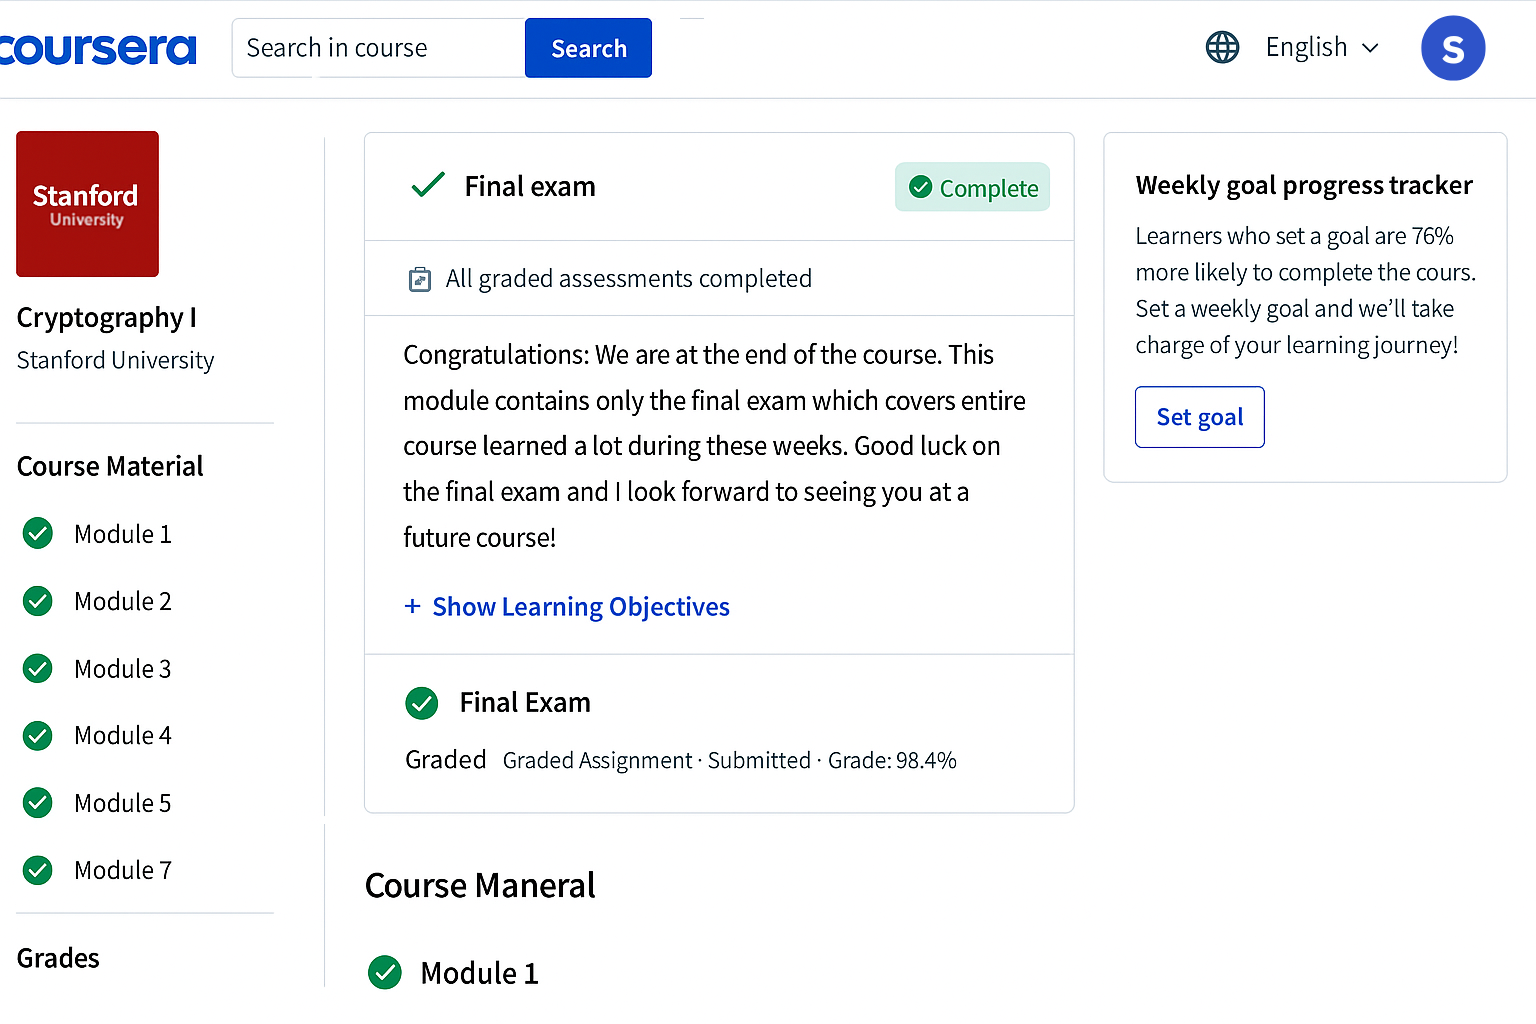 coursera
Search in course
Search
English
S
Stanford
University
Cryptography I
Stanford University
Course Material
Module 1
Module 2
Module 3
Module 4
Module 5
Module 7
Grades
Final exam
Complete
All graded assessments completed
Congratulations: We are at the end of the course. This
module contains only the final exam which covers entire
course learned a lot during these weeks. Good luck on
the final exam and I look forward to seeing you at a
future course!
+ Show Learning Objectives
Final Exam
Graded Graded Assignment · Submitted · Grade: 98.4%
Course Maneral
Module 1
Weekly goal progress tracker
Learners who set a goal are 76%
more likely to complete the cours.
Set a weekly goal and we’ll take
charge of your learning journey!
Set goal